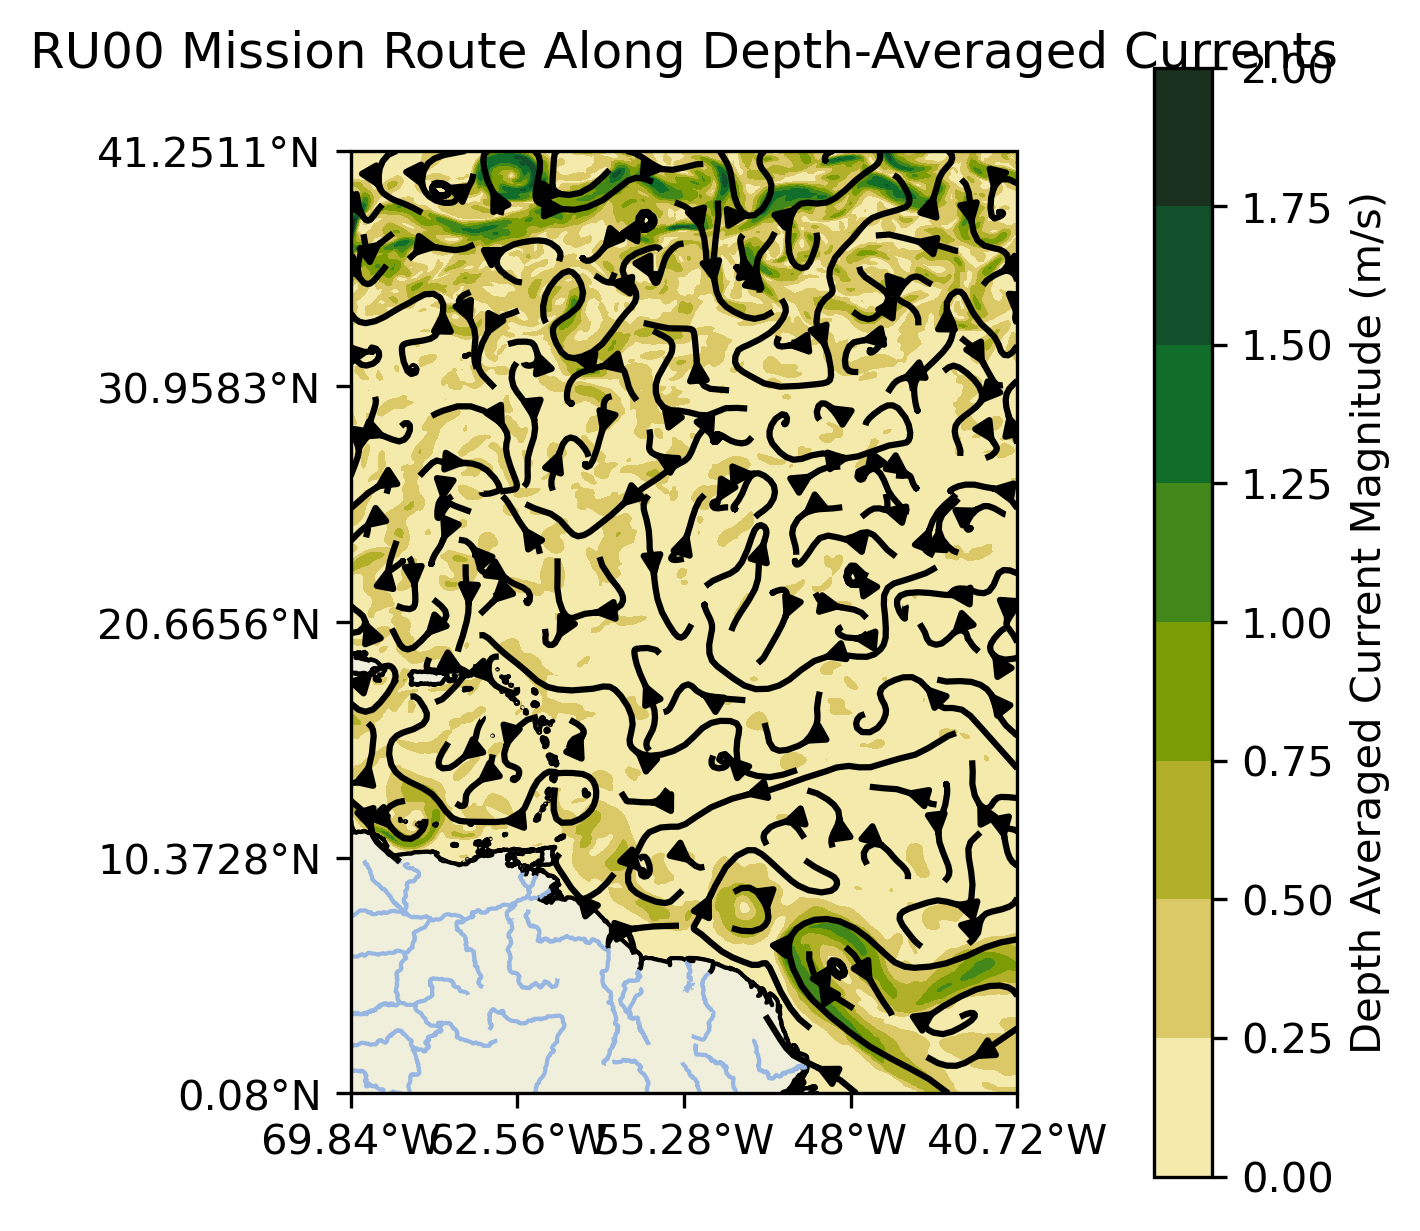 RU00 Mission Route Along Depth-Averaged Currents
41.2511°N
30.9583°N
20.6656°N
10.3728°N
0.08°N
69.84°W
62.56°W
55.28°W
48°W
40.72°W
2.00
1.75
1.50
1.25
1.00
0.75
0.50
0.25
0.00
Depth Averaged Current Magnitude (m/s)